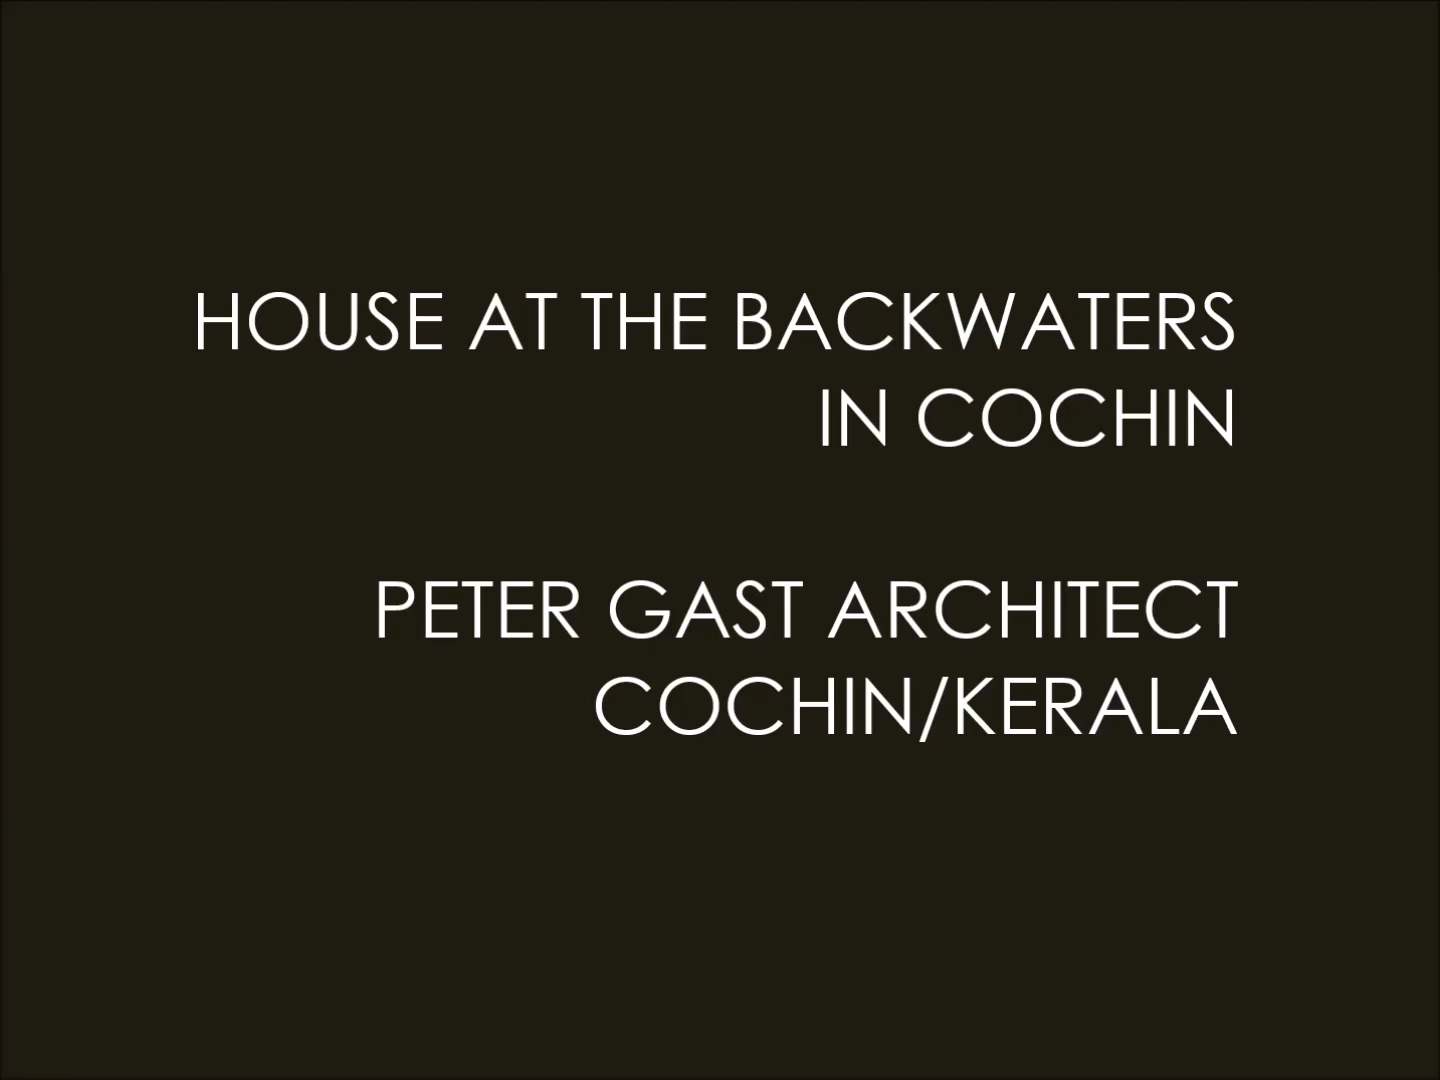 HOUSE AT THE BACKWATERS
IN COCHIN
PETER GAST ARCHITECT
COCHIN/KERALA